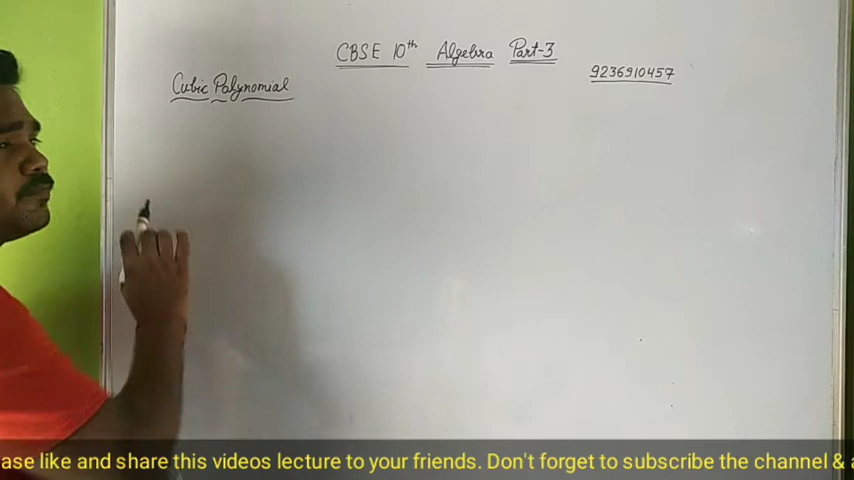 CBSE 10th Algebra Part-3
9236910457
Cubic Polynomial
ase like and share this videos lecture to your friends. Don't forget to subscribe the channel &